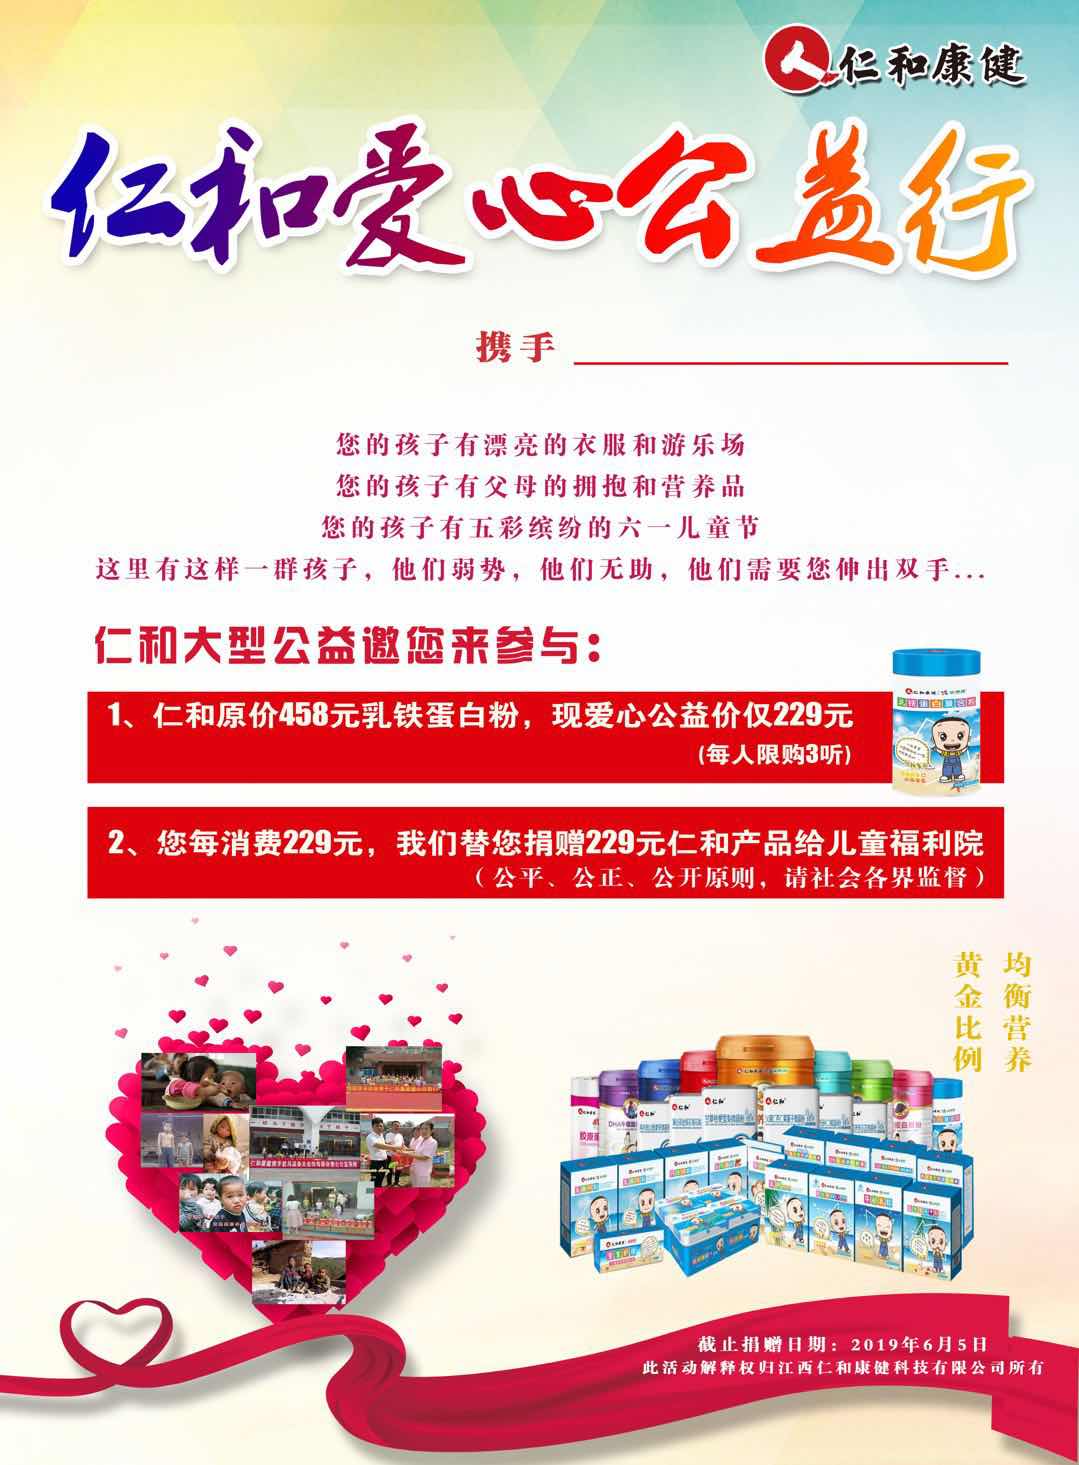 仁和康健
仁和爱心公益行
携手
您的孩子有漂亮的衣服和游乐场
您的孩子有父母的拥抱和营养品
您的孩子有五彩缤纷的六一儿童节
这里有这样一群孩子，他们弱势，他们无助，他们需要您伸出双手...
仁和大型公益邀您来参与：
1、仁和原价458元乳铁蛋白粉，现爱心公益价仅229元
(每人限购3听)
2、您每消费229元，我们替您捐赠229元仁和产品给儿童福利院
（公平、公正、公开原则，请社会各界监督）
均衡营养
黄金比例
截止捐赠日期：2019年6月5日
此活动解释权归江西仁和康健科技有限公司所有